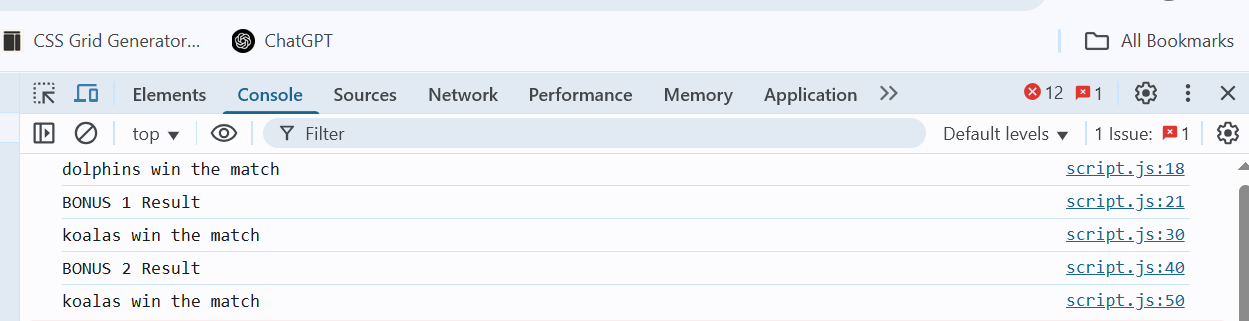 CSS Grid Generator... ChatGPT All Bookmarks
Elements Console Sources Network Performance Memory Application 12 1
top Filter Default levels 1 Issue: 1
dolphins win the match script.js:18
BONUS 1 Result script.js:21
koalas win the match script.js:30
BONUS 2 Result script.js:40
koalas win the match script.js:50